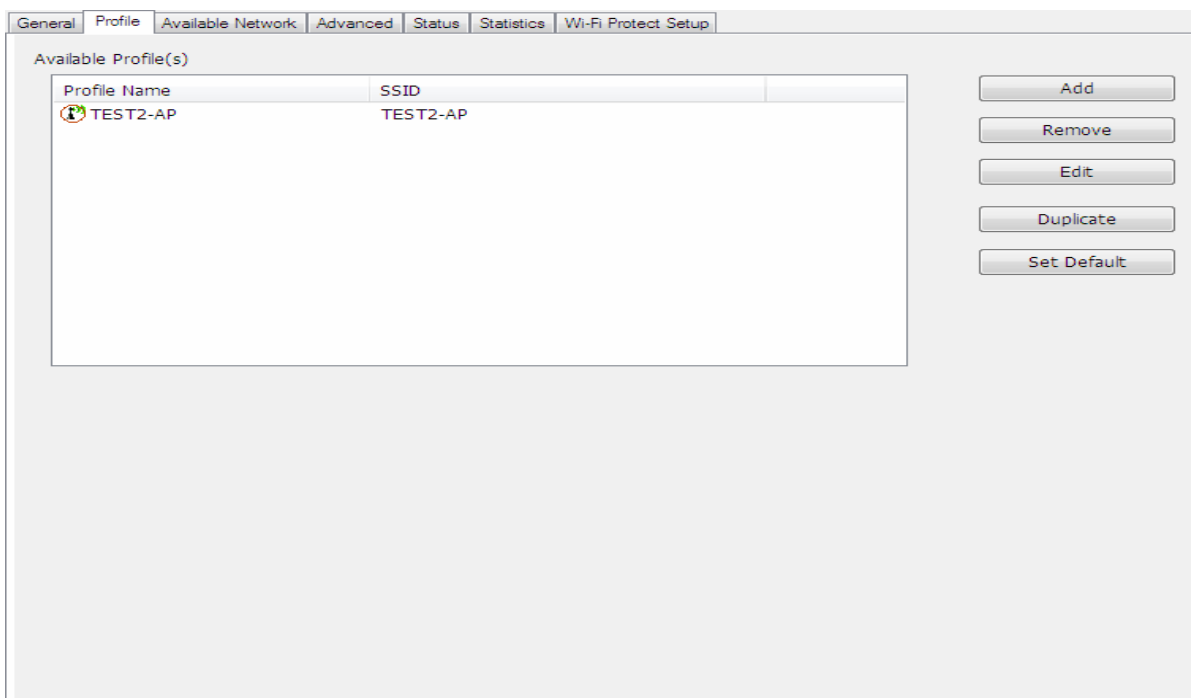 General Profile Available Network Advanced Status Statistics Wi-Fi Protect Setup
Available Profile(s)
Profile Name SSID
TEST2-AP TEST2-AP
Add
Remove
Edit
Duplicate
Set Default